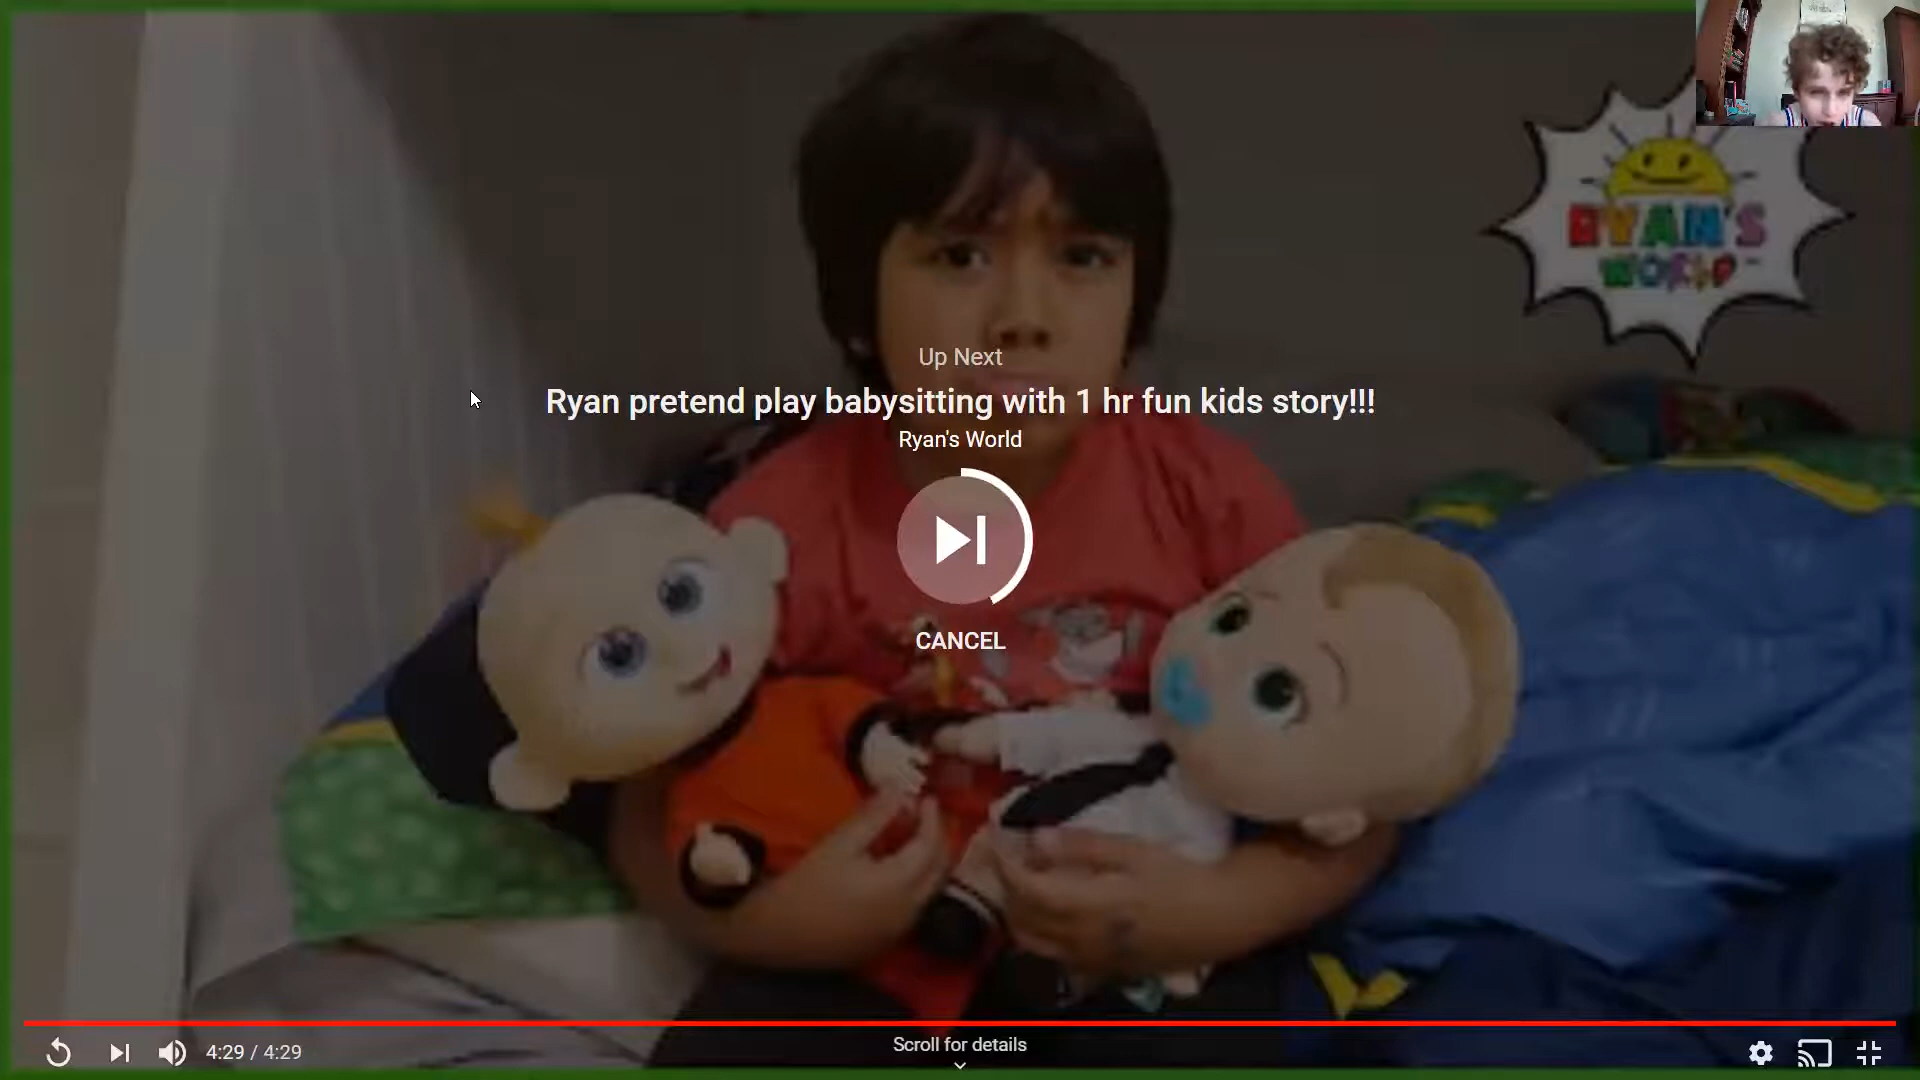 RYAN'S
WORLD
Up Next
Ryan pretend play babysitting with 1 hr fun kids story!!!
Ryan's World
CANCEL
4:29 / 4:29
Scroll for details